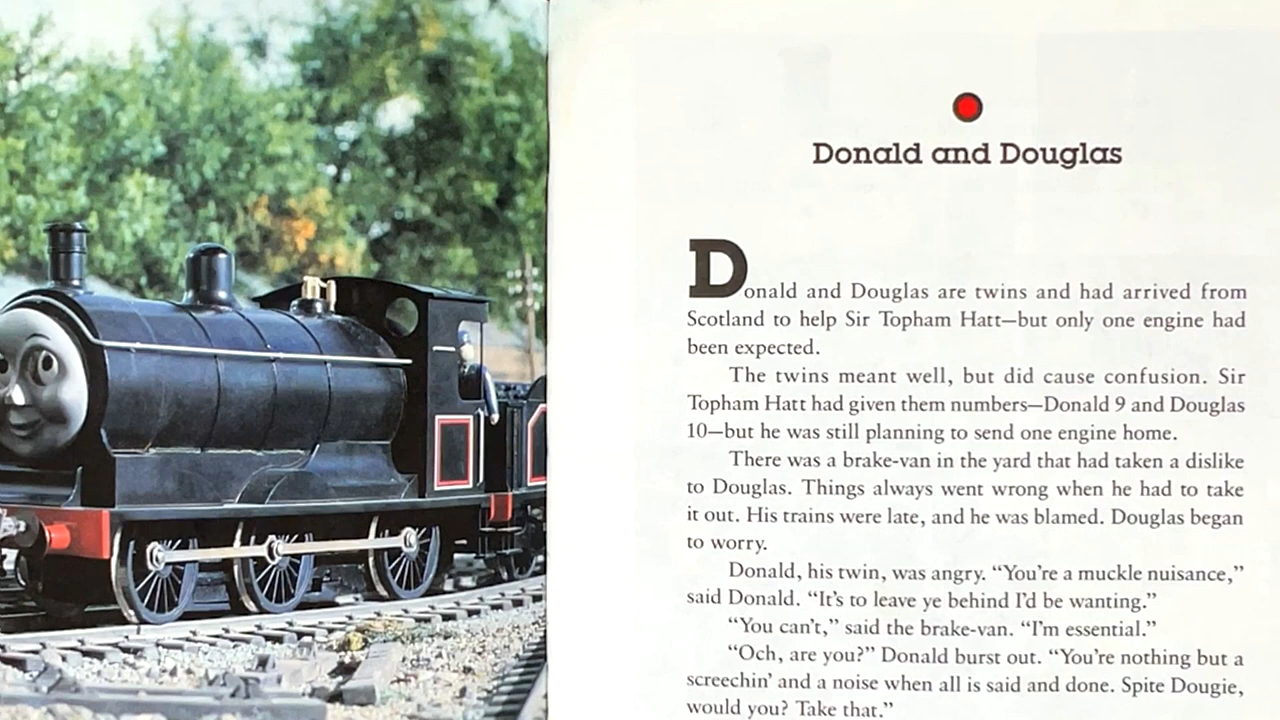 Donald and Douglas
Donald and Douglas are twins and had arrived from
Scotland to help Sir Topham Hatt—but only one engine had
been expected.
The twins meant well, but did cause confusion. Sir
Topham Hatt had given them numbers—Donald 9 and Douglas
10—but he was still planning to send one engine home.
There was a brake-van in the yard that had taken a dislike
to Douglas. Things always went wrong when he had to take
it out. His trains were late, and he was blamed. Douglas began
to worry.
Donald, his twin, was angry. “You’re a muckle nuisance,”
said Donald. “It’s to leave ye behind I’d be wanting.”
“You can’t,” said the brake-van. “I’m essential.”
“Och, are you?” Donald burst out. “You’re nothing but a
screechin’ and a noise when all is said and done. Spite Dougie,
would you? Take that.”